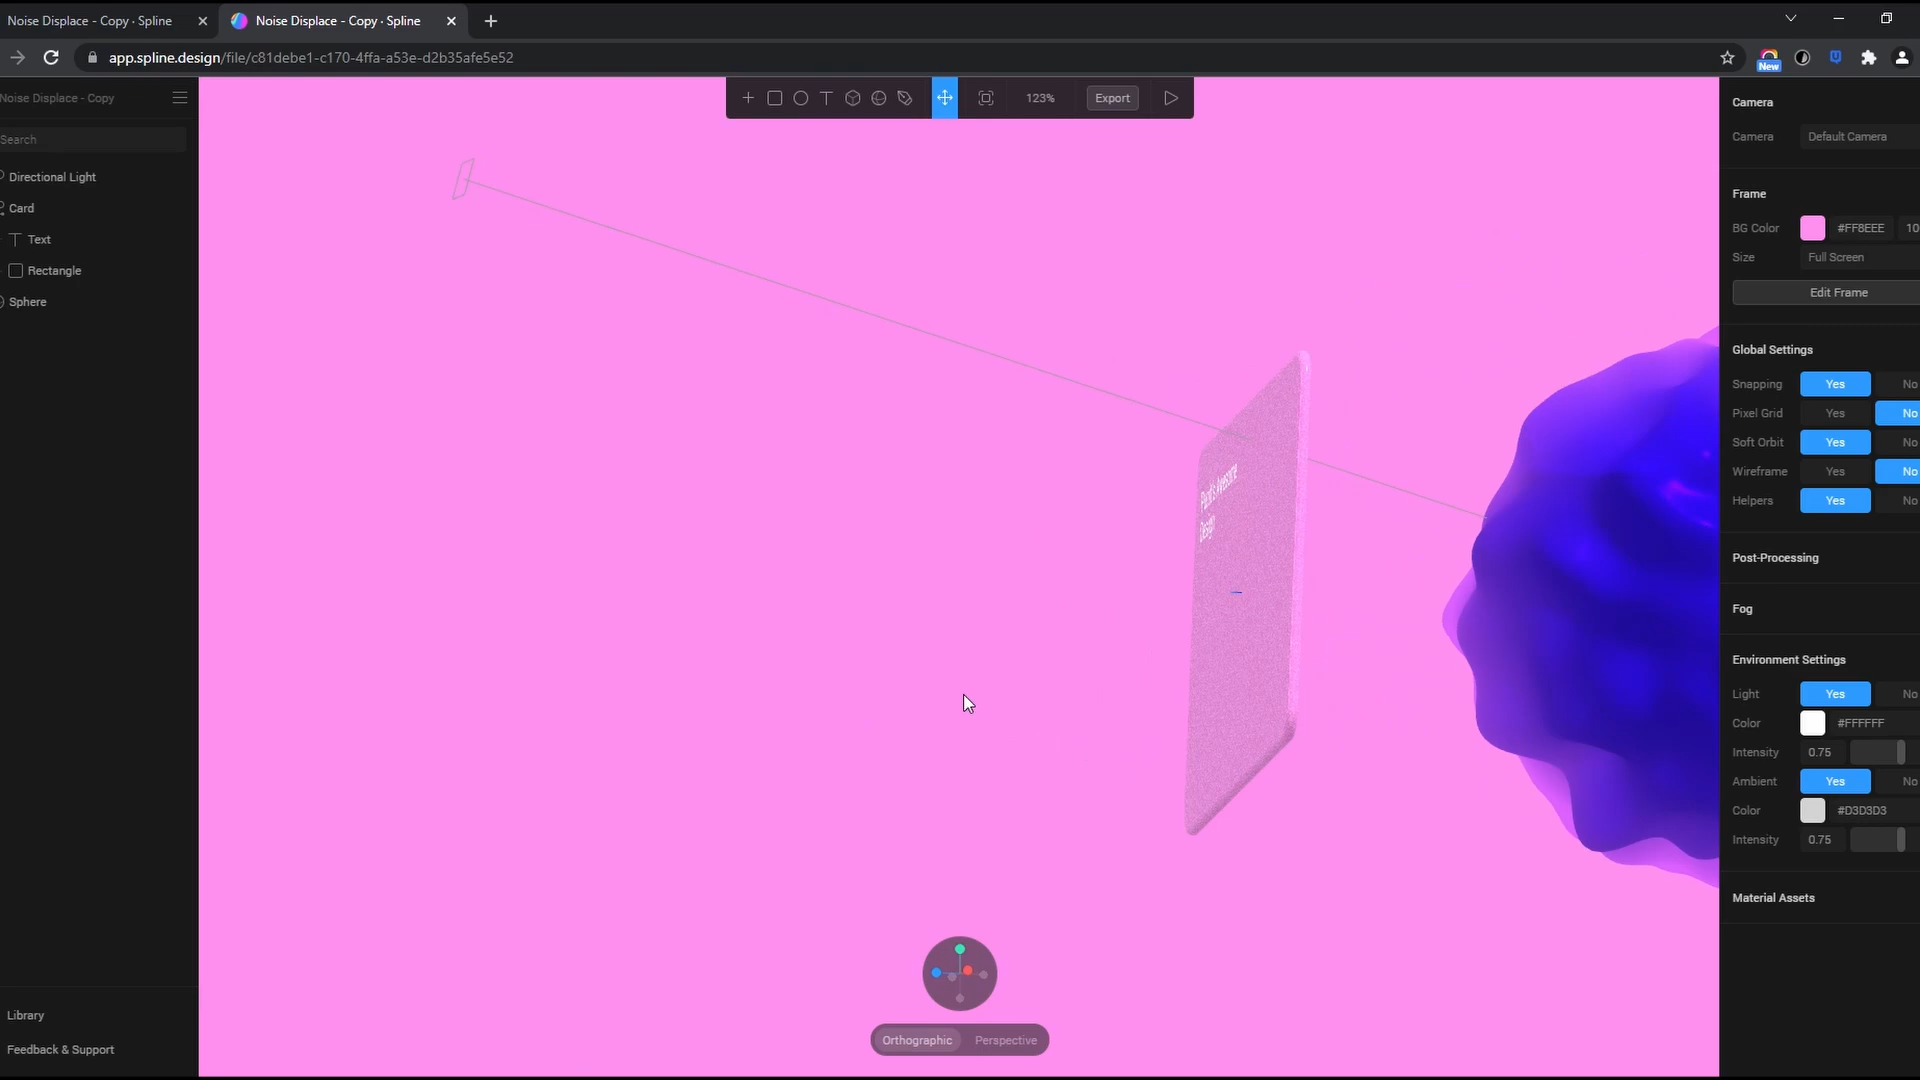 Noise Displace - Copy · Spline
Noise Displace - Copy · Spline
app.spline.design/file/c81debe1-c170-4ffa-a53e-d2b35afe5e52
New
Noise Displace - Copy
Search
Directional Light
Card
Text
Rectangle
Sphere
Library
Feedback & Support
123%
Export
Design
Orthographic
Perspective
Camera
Camera Default Camera
Frame
BG Color #FF8EEE 10
Size Full Screen
Edit Frame
Global Settings
Snapping Yes No
Pixel Grid Yes No
Soft Orbit Yes No
Wireframe Yes No
Helpers Yes No
Post-Processing
Fog
Environment Settings
Light Yes No
Color #FFFFFF
Intensity 0.75
Ambient Yes No
Color #D3D3D3
Intensity 0.75
Material Assets